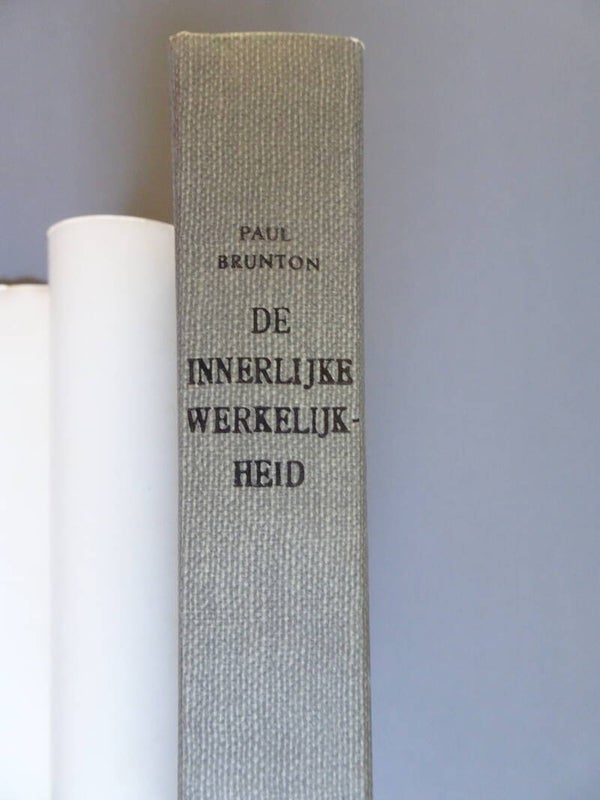 PAUL
BRUNTON
DE
INNERLIJKE
WERKELIJK-
HEID